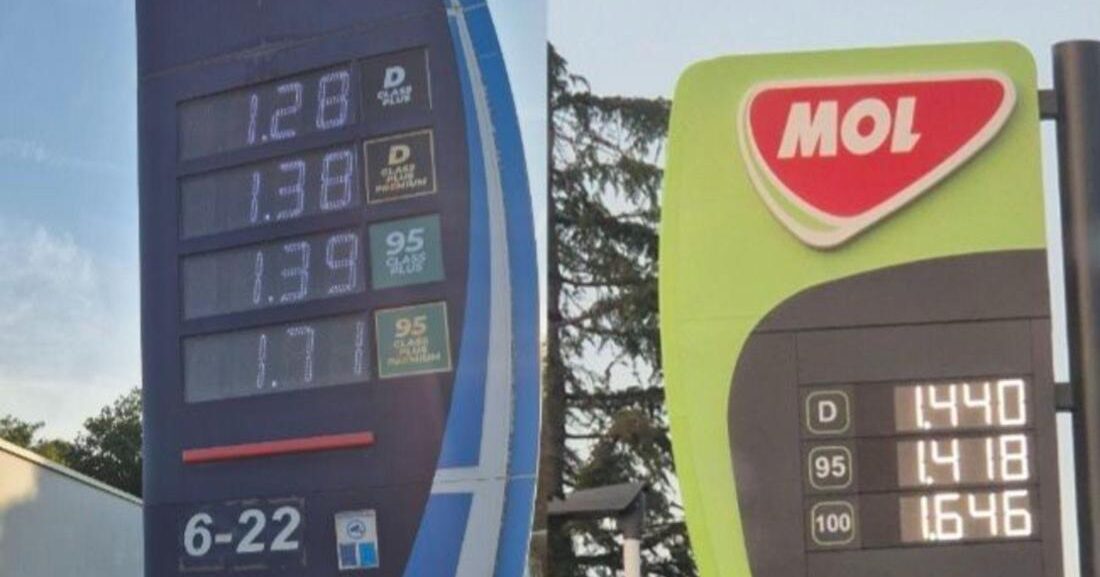 1.28 D CLASS PLUS
1.38 D CLASS PLUS PREMIUM
1.39 95 CLASS PLUS
1.71 95 CLASS PLUS PREMIUM
6-22
MOL
D 1.440
95 1.418
100 1.646